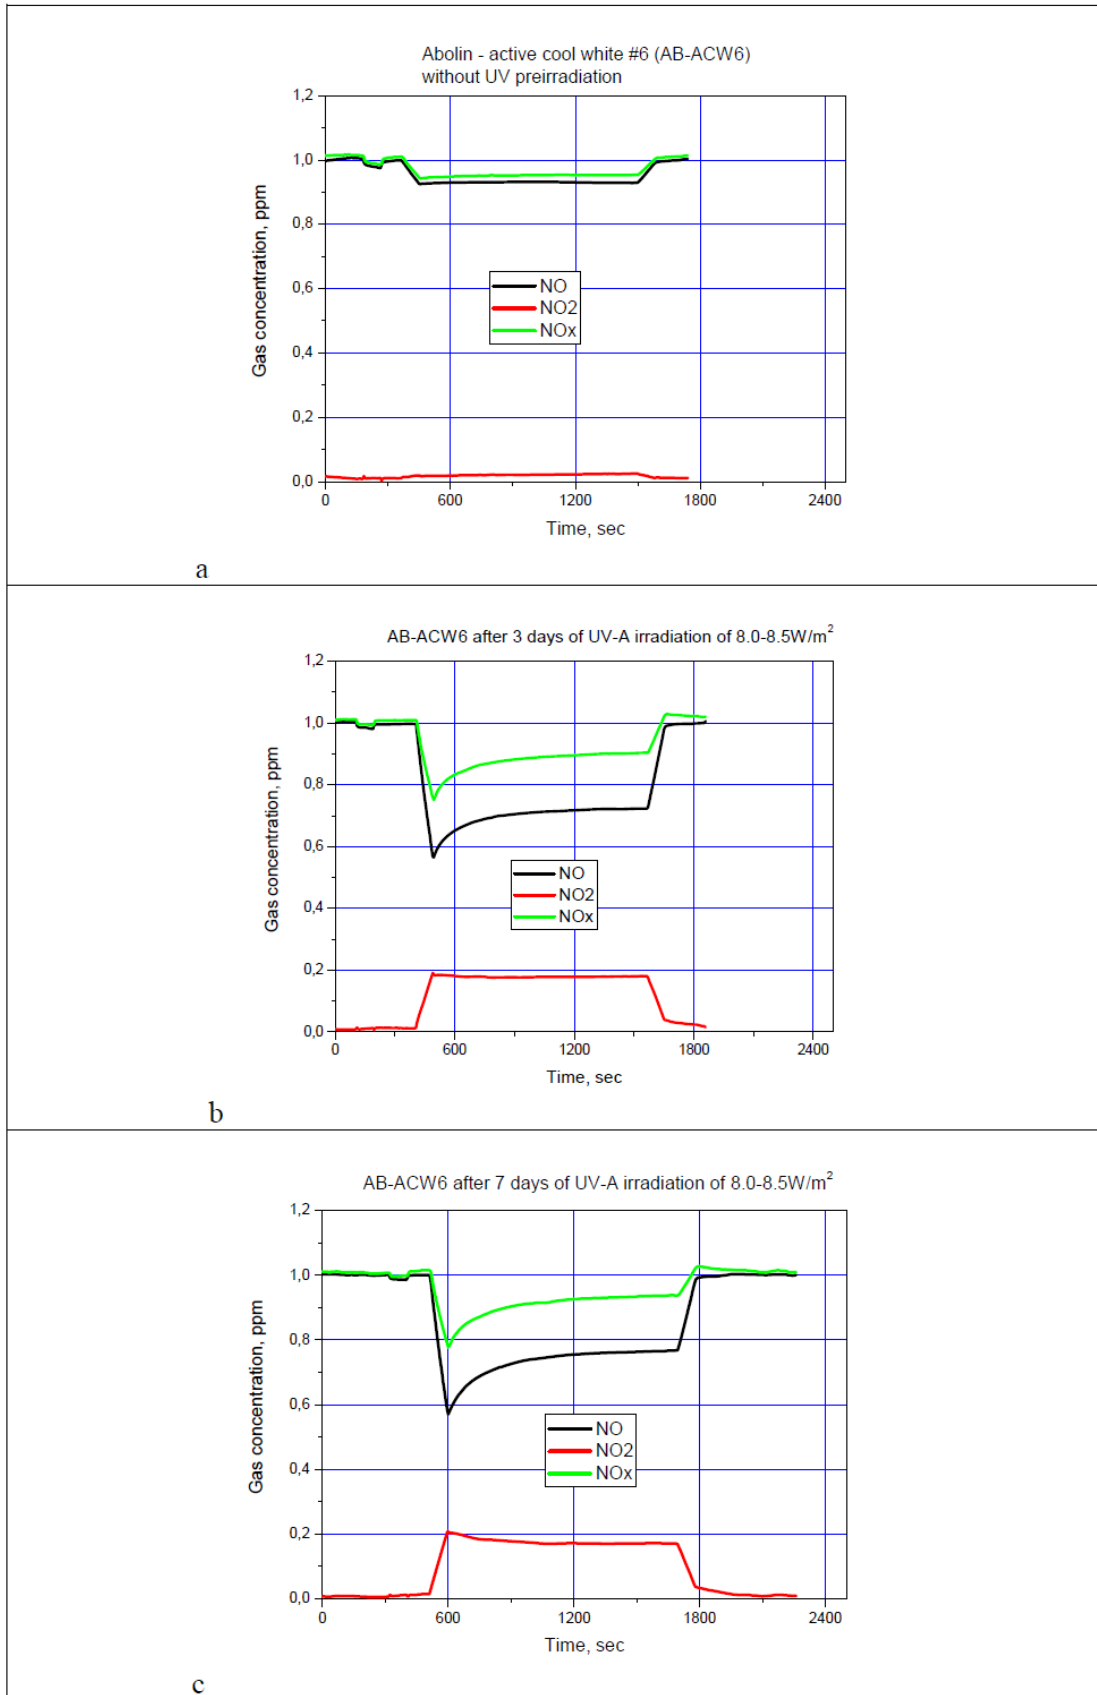 Abolin - active cool white #6 (AB-ACW6)
without UV preirradiation
1,2
1,0
0,8
0,6
0,4
0,2
0,0
Gas concentration, ppm
NO
NO2
NOx
0 600 1200 1800 2400
Time, sec
a
AB-ACW6 after 3 days of UV-A irradiation of 8.0-8.5W/m²
1,2
1,0
0,8
0,6
0,4
0,2
0,0
Gas concentration, ppm
NO
NO2
NOx
0 600 1200 1800 2400
Time, sec
b
AB-ACW6 after 7 days of UV-A irradiation of 8.0-8.5W/m²
1,2
1,0
0,8
0,6
0,4
0,2
0,0
Gas concentration, ppm
NO
NO2
NOx
0 600 1200 1800 2400
Time, sec
c